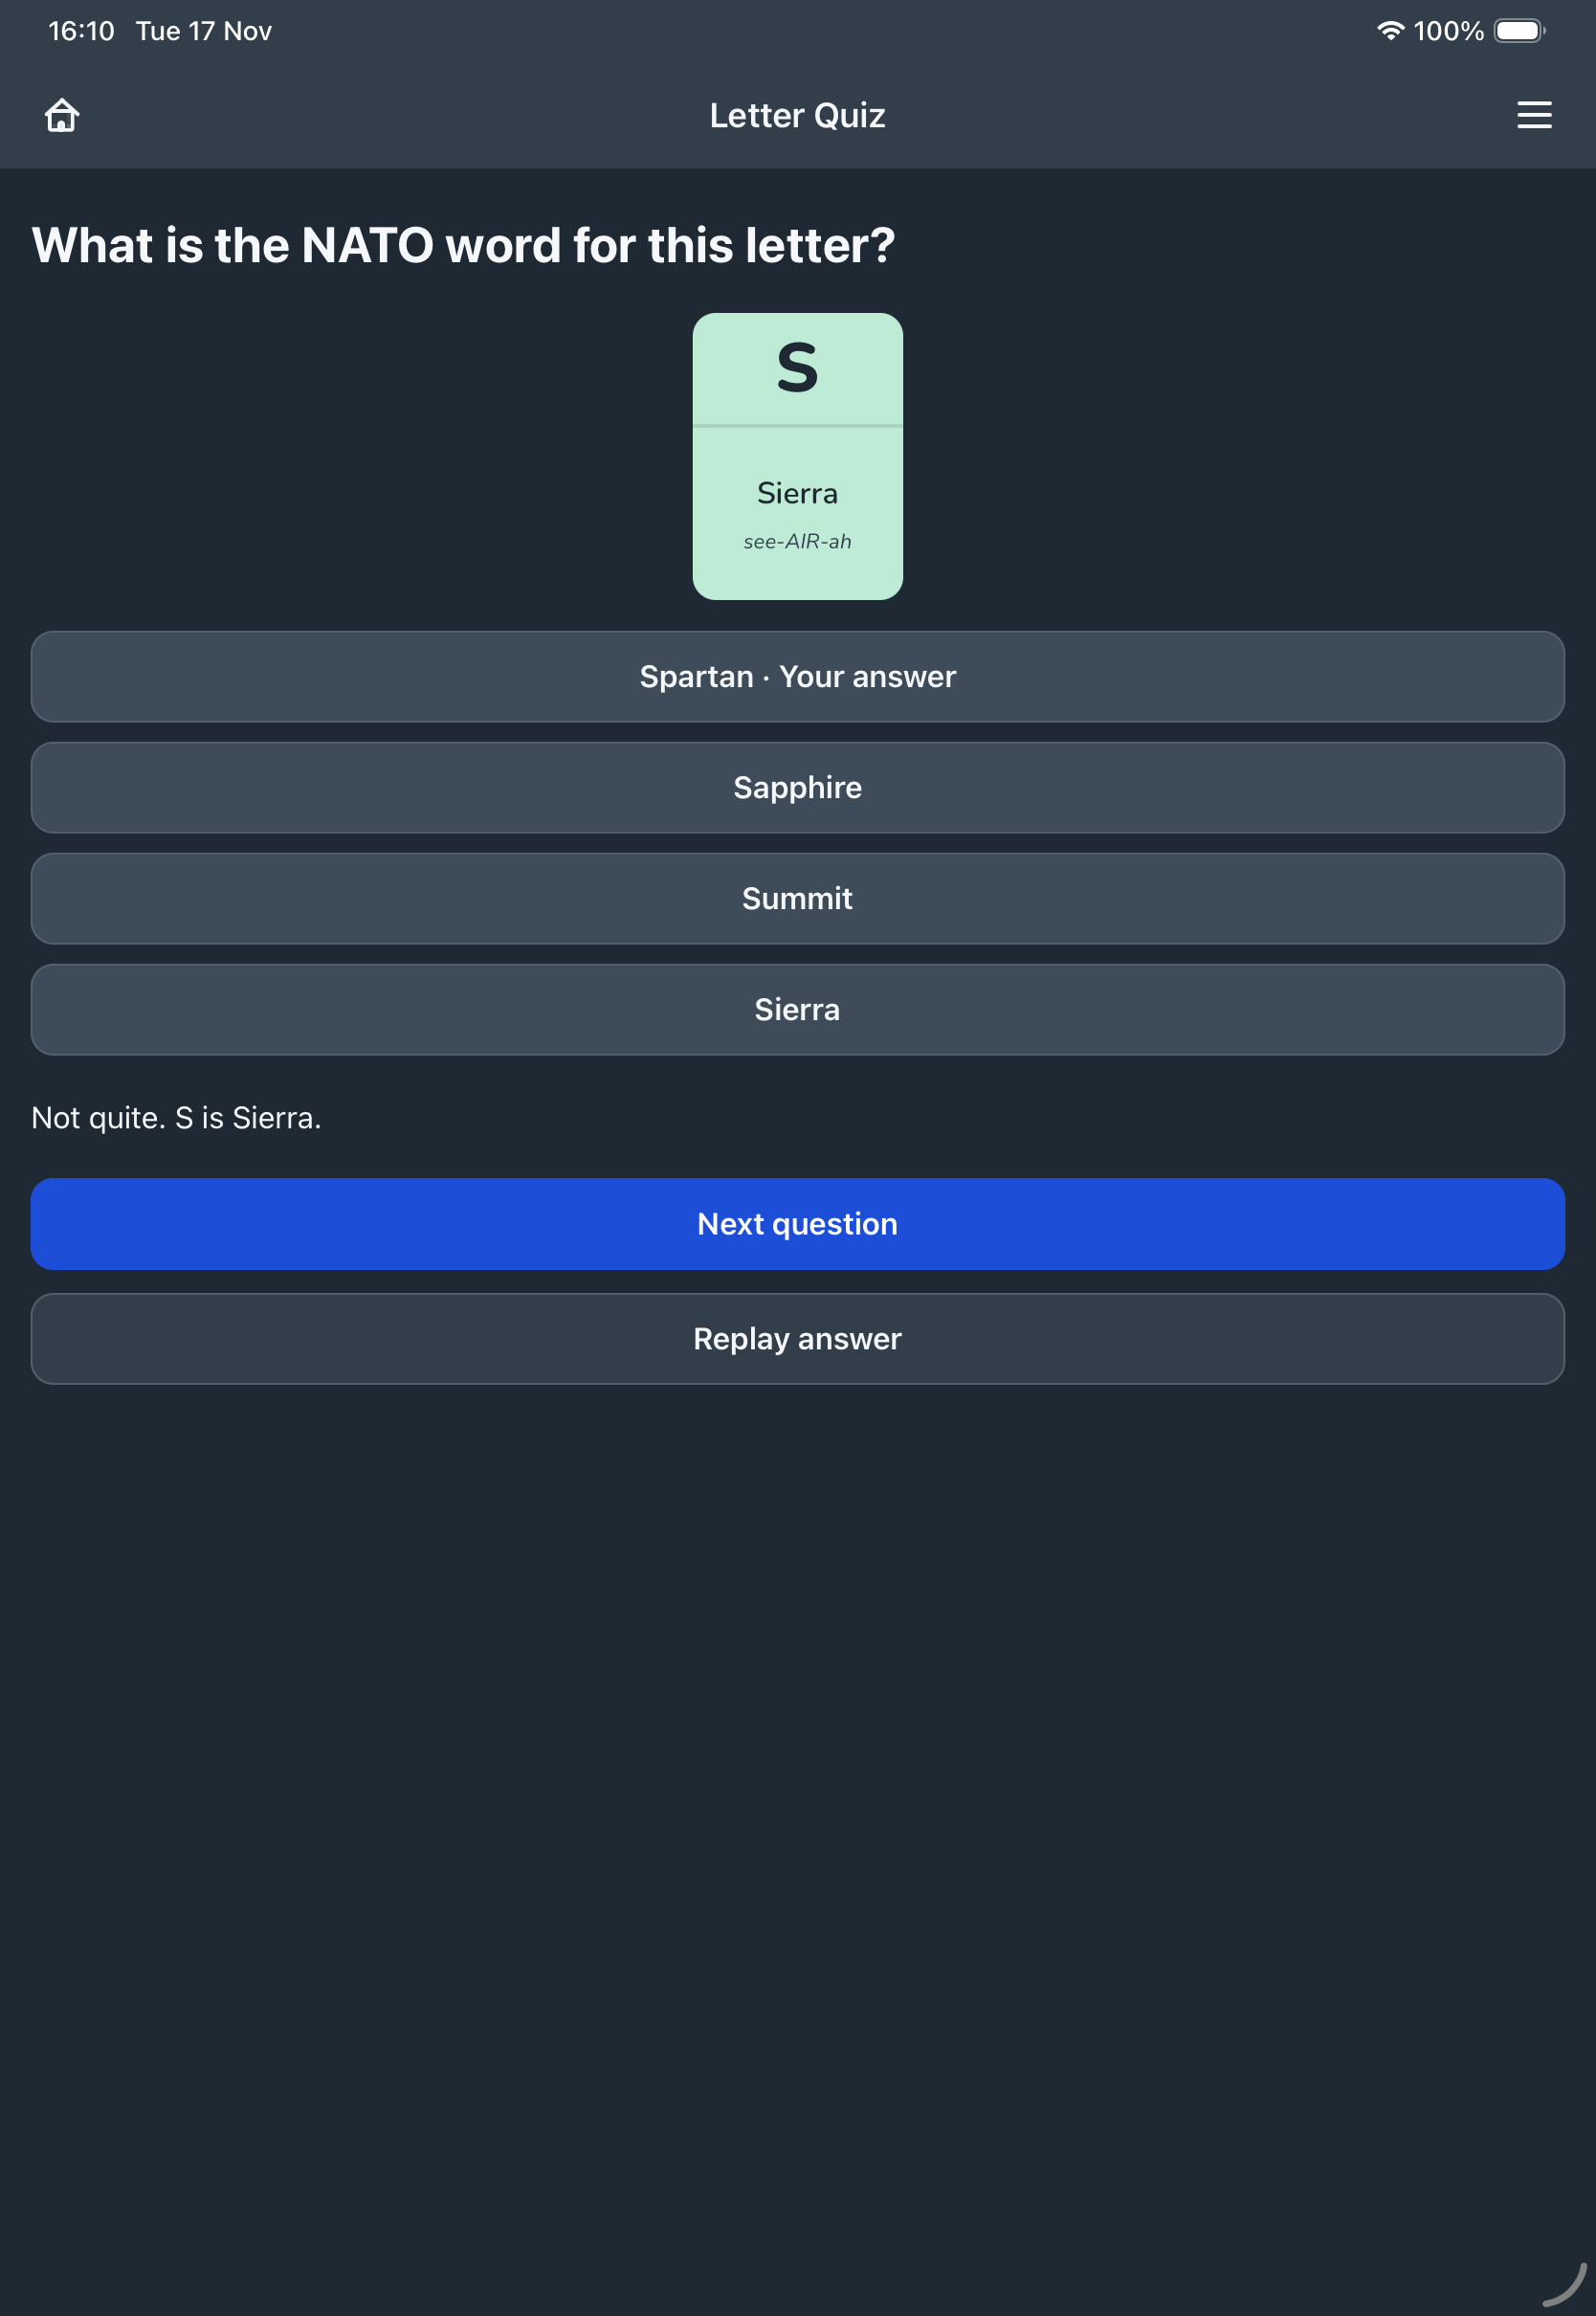 16:10 Tue 17 Nov 100%
Letter Quiz
What is the NATO word for this letter?
S
Sierra
see-AIR-ah
Spartan · Your answer
Sapphire
Summit
Sierra
Not quite. S is Sierra.
Next question
Replay answer